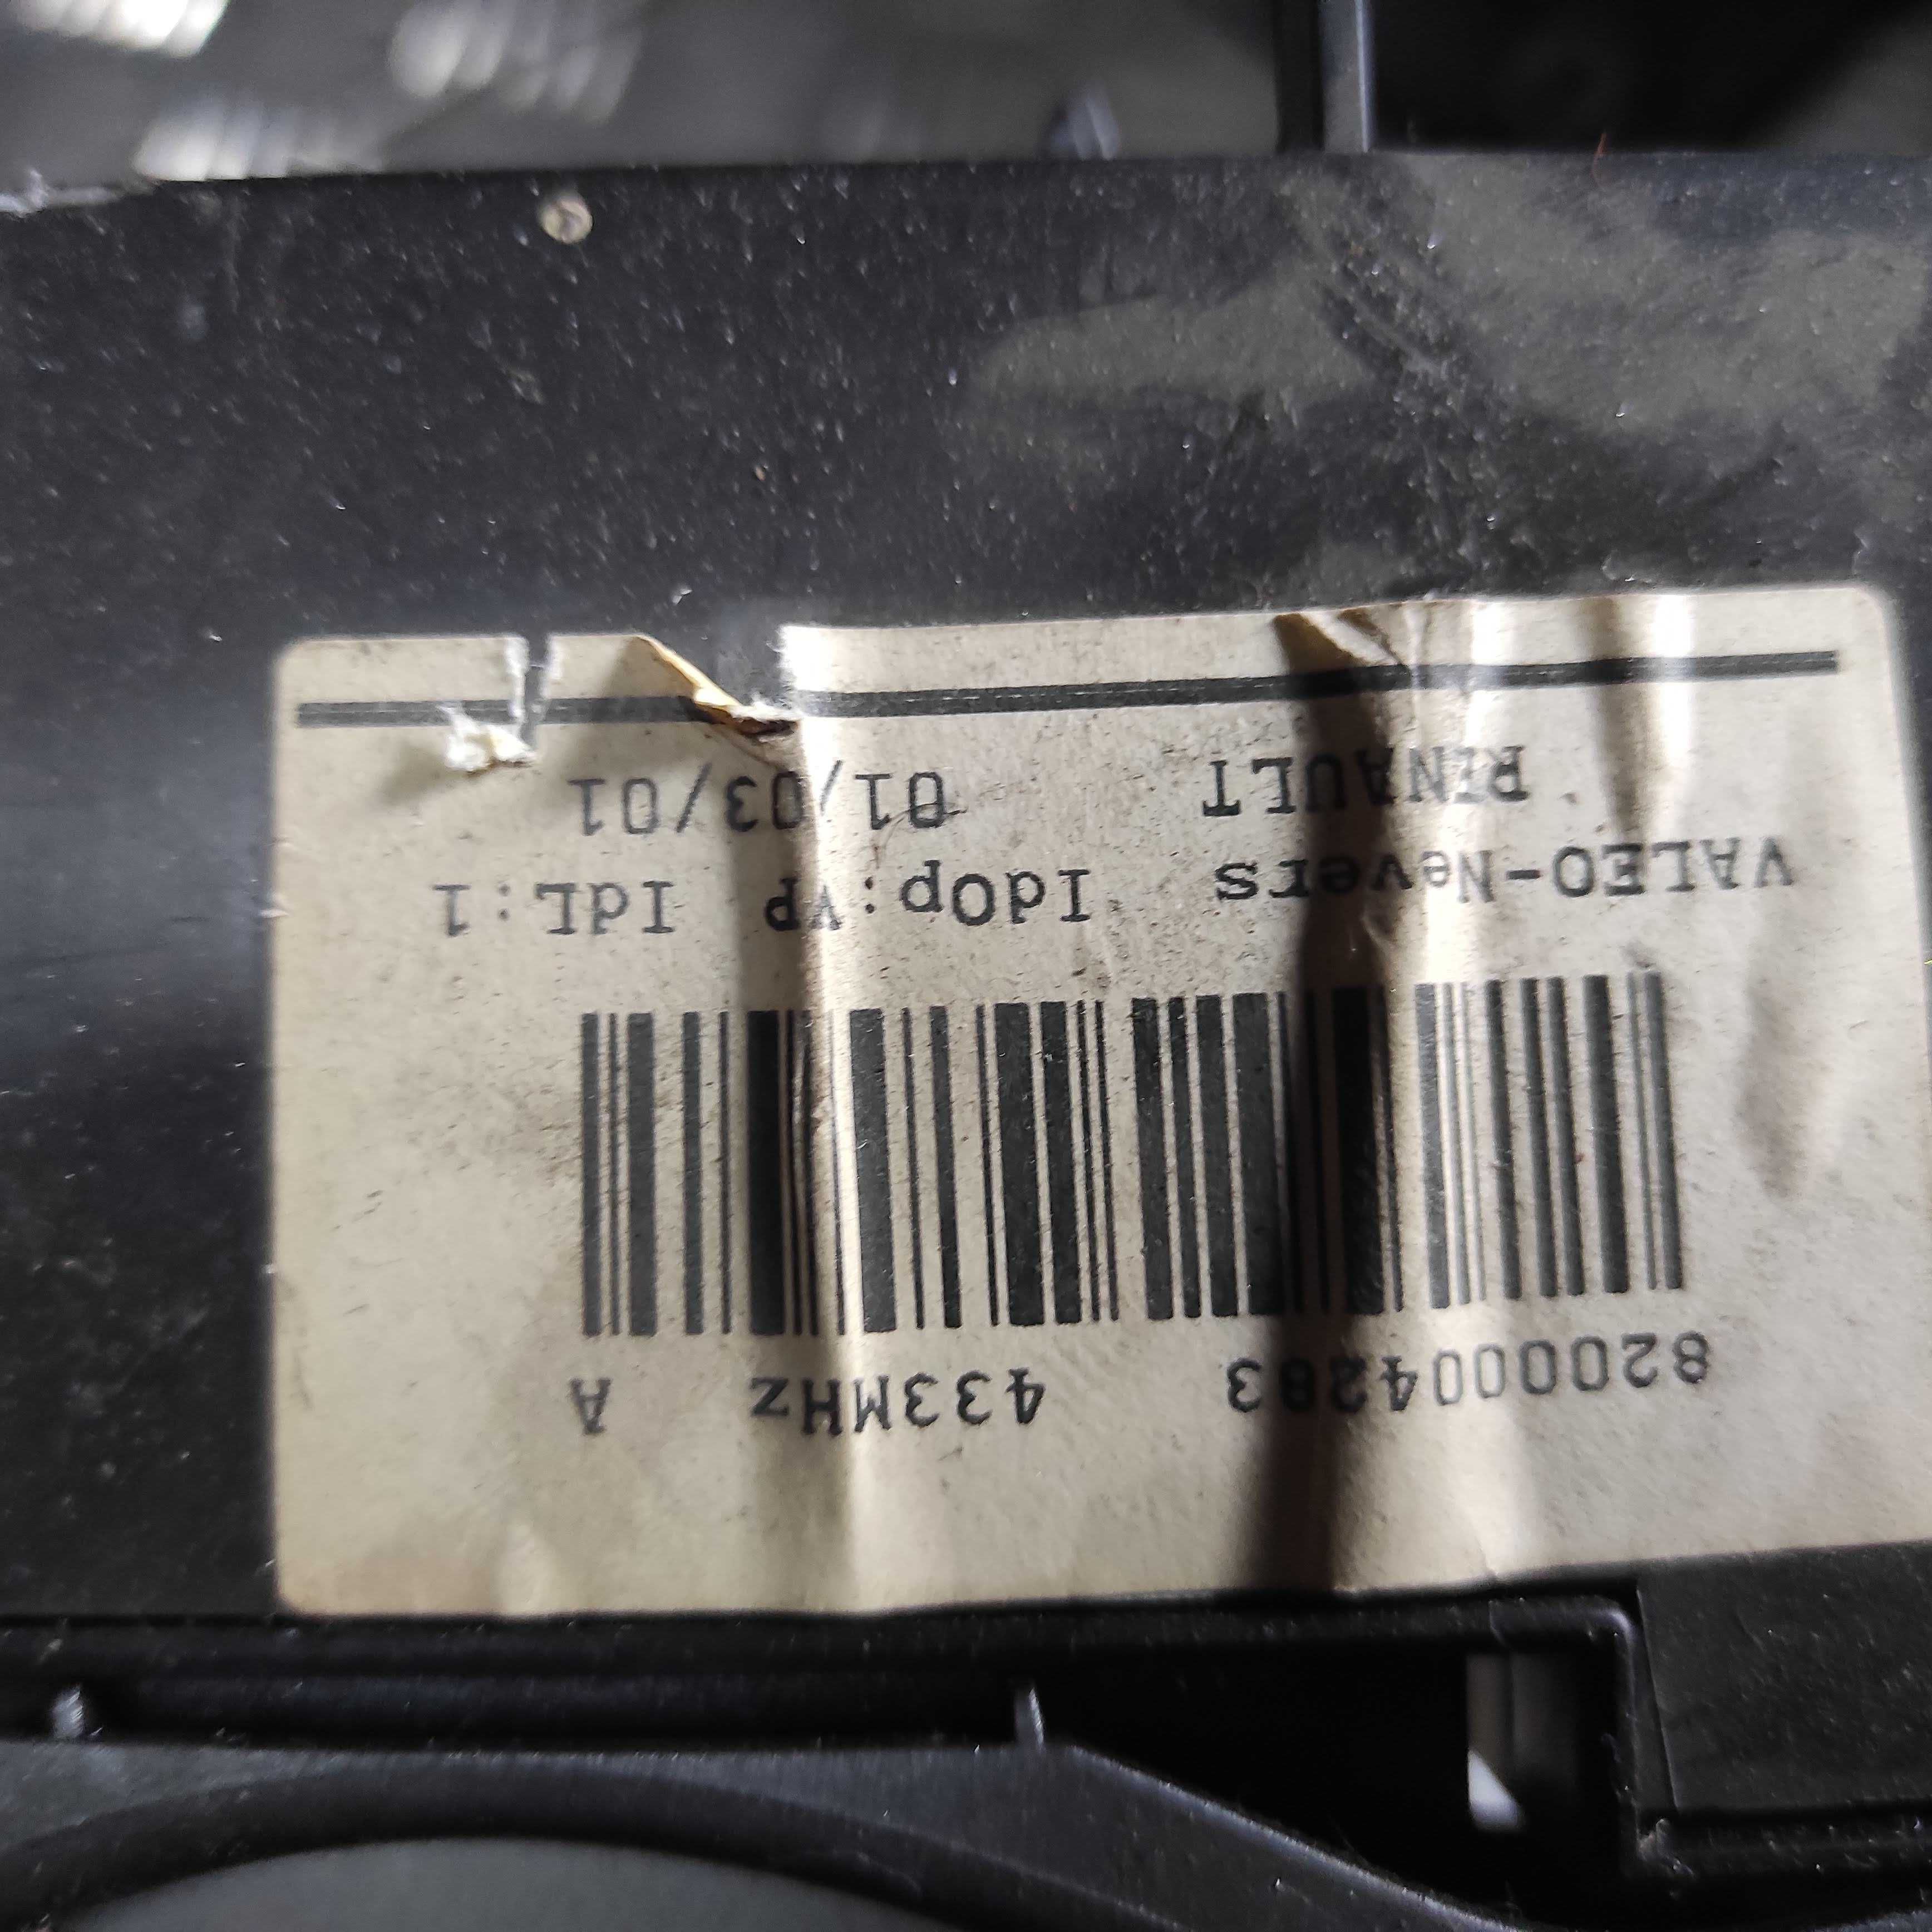 8200004283 433MHz A
VALEO-Nevers IdOp:VP IdL:1
RENAULT 01/03/01